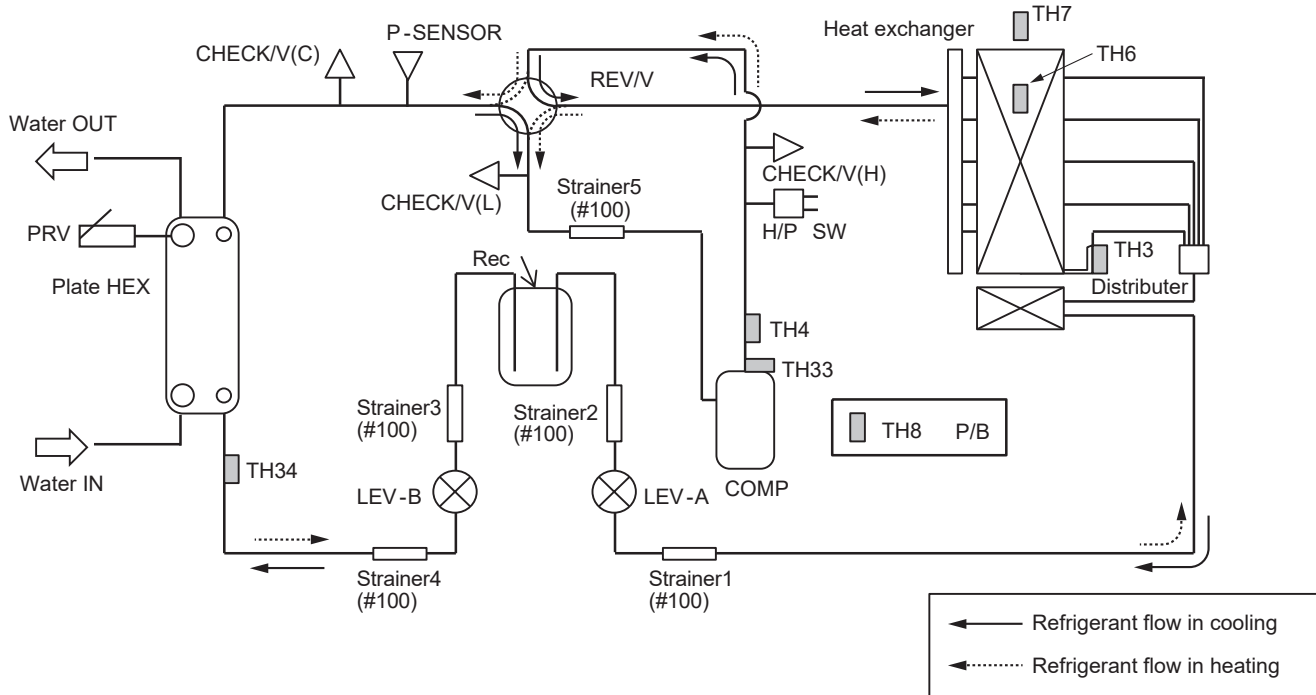 TH7
Heat exchanger
P-SENSOR
CHECK/V(C)
TH6
REV/V
Water OUT
CHECK/V(H)
Strainer5
(#100)
CHECK/V(L)
H/P SW
PRV
TH3
Rec
Plate HEX
Distributer
TH4
TH33
Strainer3
(#100)
Strainer2
(#100)
TH8 P/B
TH34
Water IN
LEV-B
LEV-A
COMP
Strainer4
(#100)
Strainer1
(#100)
Refrigerant flow in cooling
Refrigerant flow in heating